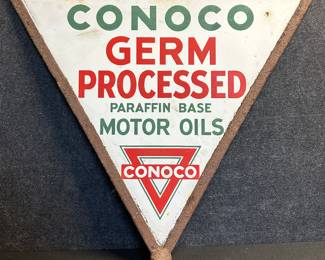 CONOCO
GERM
PROCESSED
PARAFFIN BASE
MOTOR OILS
CONOCO